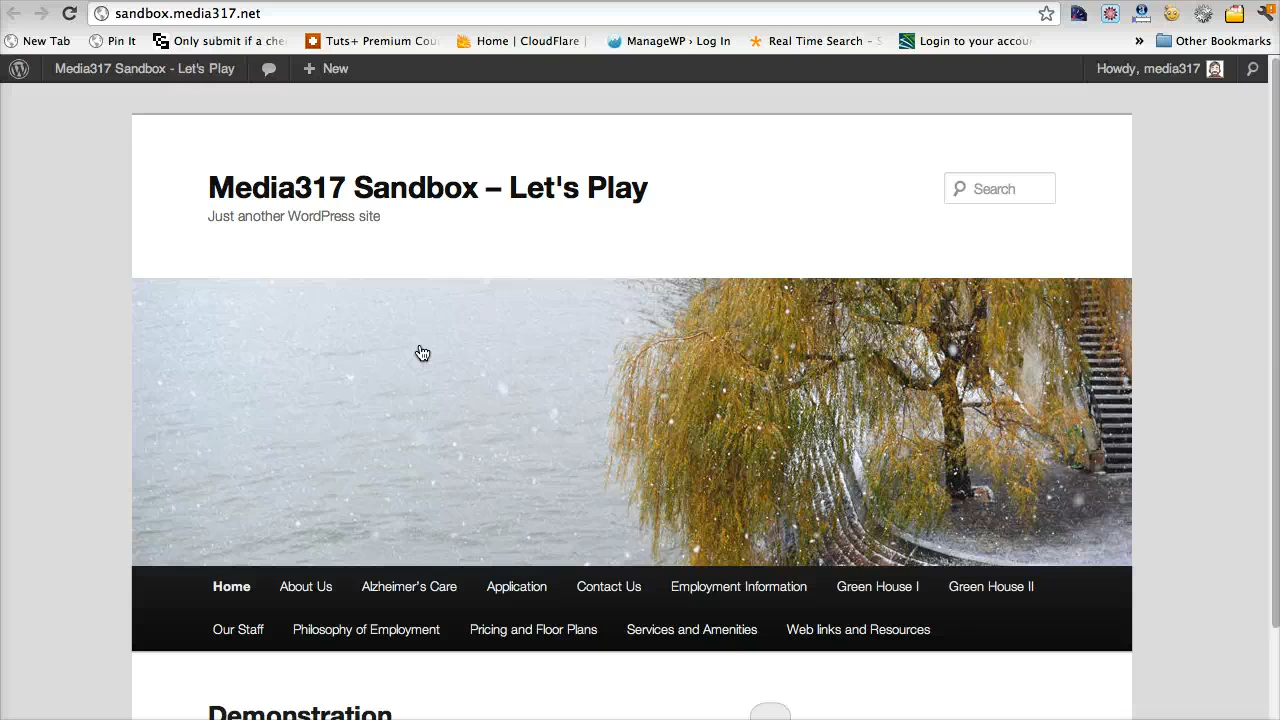 sandbox.media317.net
New Tab Pin It Only submit if a che Tuts+ Premium Cou Home | CloudFlare | ManageWP › Log In Real Time Search - S Login to your accou » Other Bookmarks
Media317 Sandbox - Let's Play + New Howdy, media317
Media317 Sandbox – Let's Play
Search
Just another WordPress site
Home About Us Alzheimer's Care Application Contact Us Employment Information Green House I Green House II
Our Staff Philosophy of Employment Pricing and Floor Plans Services and Amenities Web links and Resources
Demonstration